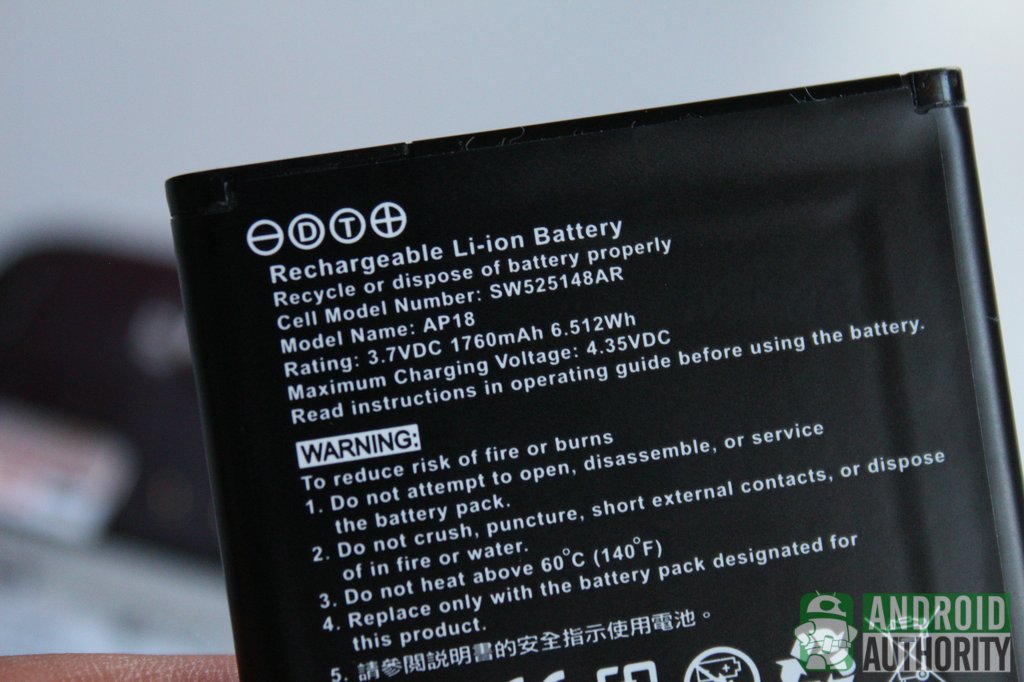 − D T +
Rechargeable Li-ion Battery
Recycle or dispose of battery properly
Cell Model Number: SW525148AR
Model Name: AP18
Rating: 3.7VDC 1760mAh 6.512Wh
Maximum Charging Voltage: 4.35VDC
Read instructions in operating guide before using the battery.
WARNING:
To reduce risk of fire or burns
1. Do not attempt to open, disassemble, or service
the battery pack.
2. Do not crush, puncture, short external contacts, or dispose
of in fire or water.
3. Do not heat above 60°C (140°F)
4. Replace only with the battery pack designated for
this product.
5. 請參閱說明書的安全指示使用電池。
ANDROID
AUTHORITY